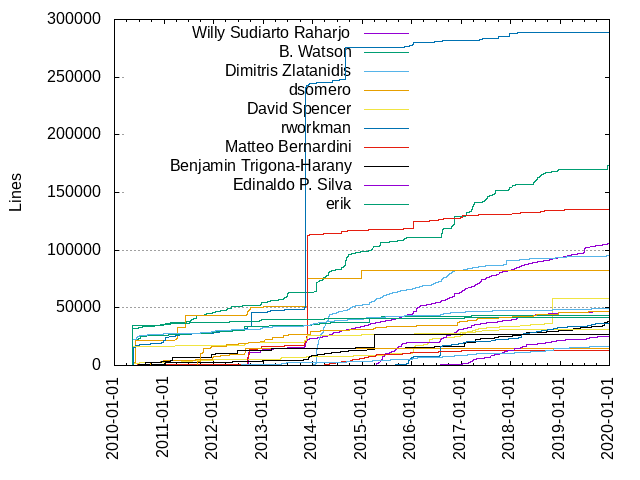 300000
250000
200000
150000
100000
50000
0
Lines
Willy Sudiarto Raharjo
B. Watson
Dimitris Zlatanidis
dsomero
David Spencer
rworkman
Matteo Bernardini
Benjamin Trigona-Harany
Edinaldo P. Silva
erik
2010-01-01
2011-01-01
2012-01-01
2013-01-01
2014-01-01
2015-01-01
2016-01-01
2017-01-01
2018-01-01
2019-01-01
2020-01-01